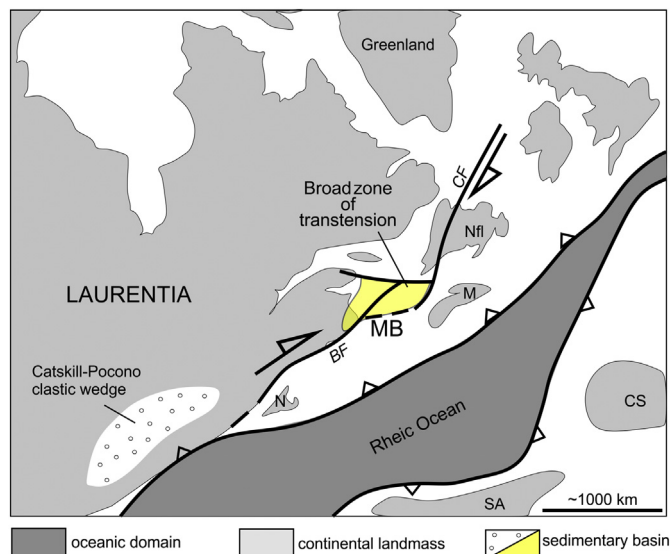 Greenland
CF
Broad zone
of
transtension
Nfl
LAURENTIA
M
MB
BF
Catskill-Pocono
clastic wedge
N
Rheic Ocean
CS
SA
~1000 km
oceanic domain
continental landmass
sedimentary basin